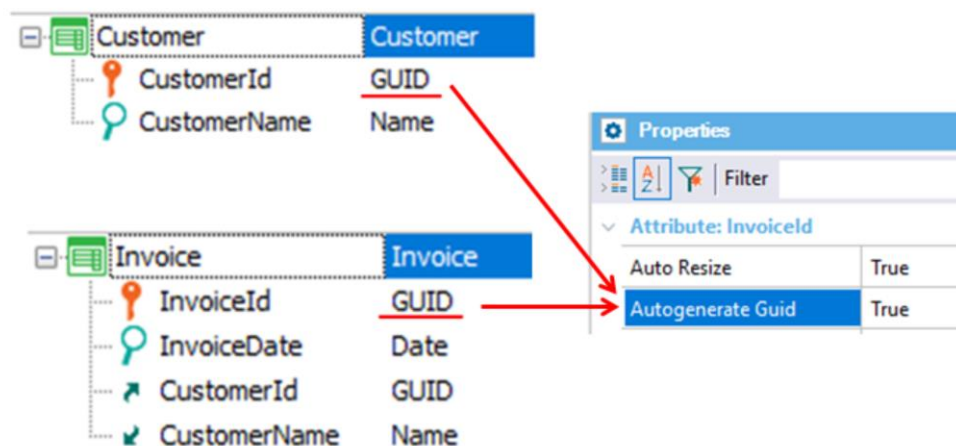 Customer Customer
CustomerId GUID
CustomerName Name
Properties
A
Z Filter
Attribute: InvoiceId
Auto Resize True
Autogenerate Guid True
Invoice Invoice
InvoiceId GUID
InvoiceDate Date
CustomerId GUID
CustomerName Name